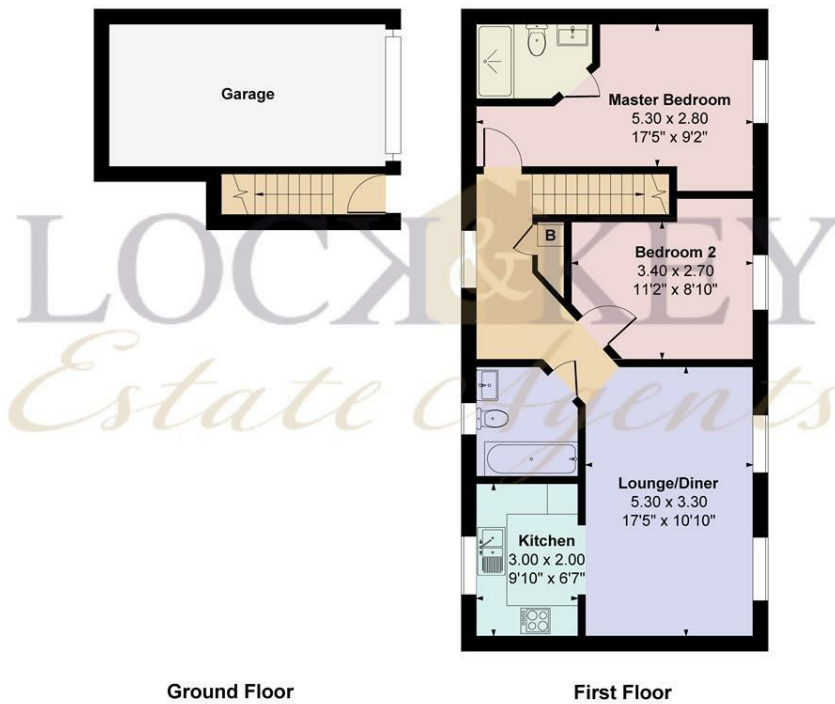 Garage
Master Bedroom
5.30 x 2.80
17'5" x 9'2"
B
Bedroom 2
3.40 x 2.70
11'2" x 8'10"
LOCK & KEY
Estate Agents
Lounge/Diner
5.30 x 3.30
17'5" x 10'10"
Kitchen
3.00 x 2.00
9'10" x 6'7"
Ground Floor
First Floor